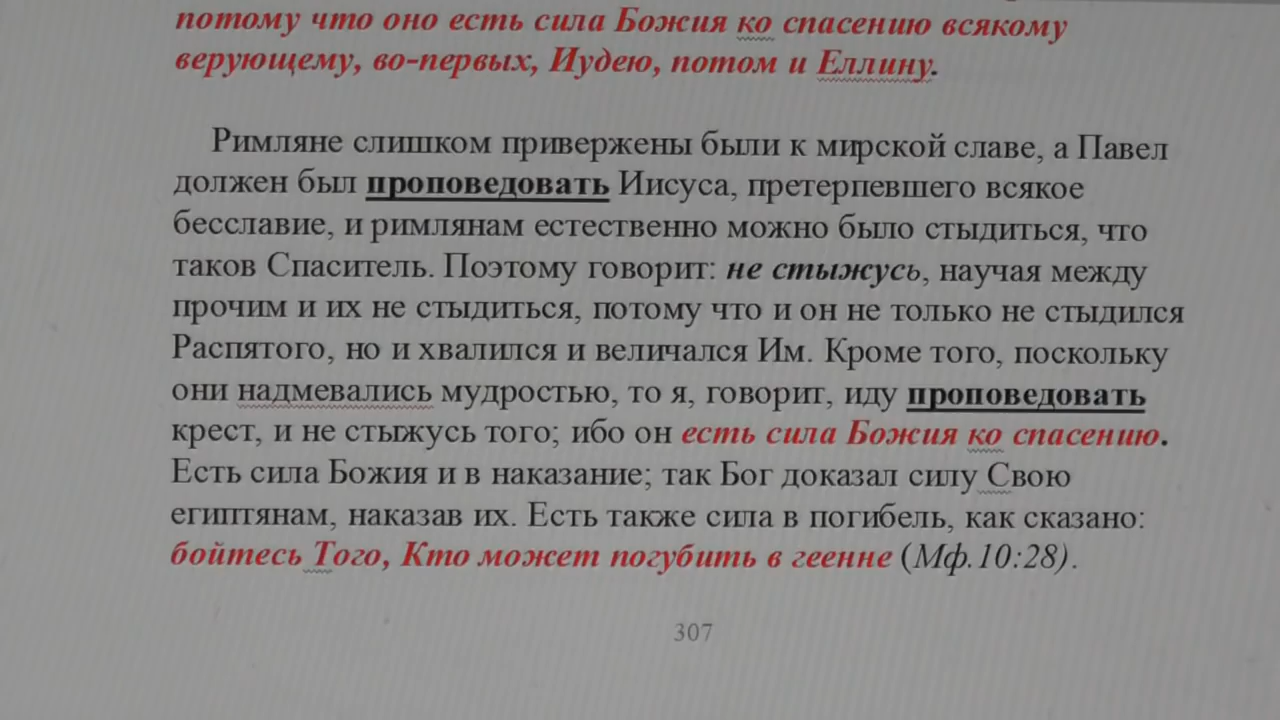 потому что оно есть сила Божия ко спасению всякому
верующему, во-первых, Иудею, потом и Еллину.
Римляне слишком привержены были к мирской славе, а Павел
должен был проповедовать Иисуса, претерпевшего всякое
бесславие, и римлянам естественно можно было стыдиться, что
таков Спаситель. Поэтому говорит: не стыжусь, научая между
прочим и их не стыдиться, потому что и он не только не стыдился
Распятого, но и хвалился и величался Им. Кроме того, поскольку
они надмевались мудростью, то я, говорит, иду проповедовать
крест, и не стыжусь того; ибо он есть сила Божия ко спасению.
Есть сила Божия и в наказание; так Бог доказал силу Свою
египтянам, наказав их. Есть также сила в погибель, как сказано:
бойтесь Того, Кто может погубить в геенне (Мф.10:28).
307